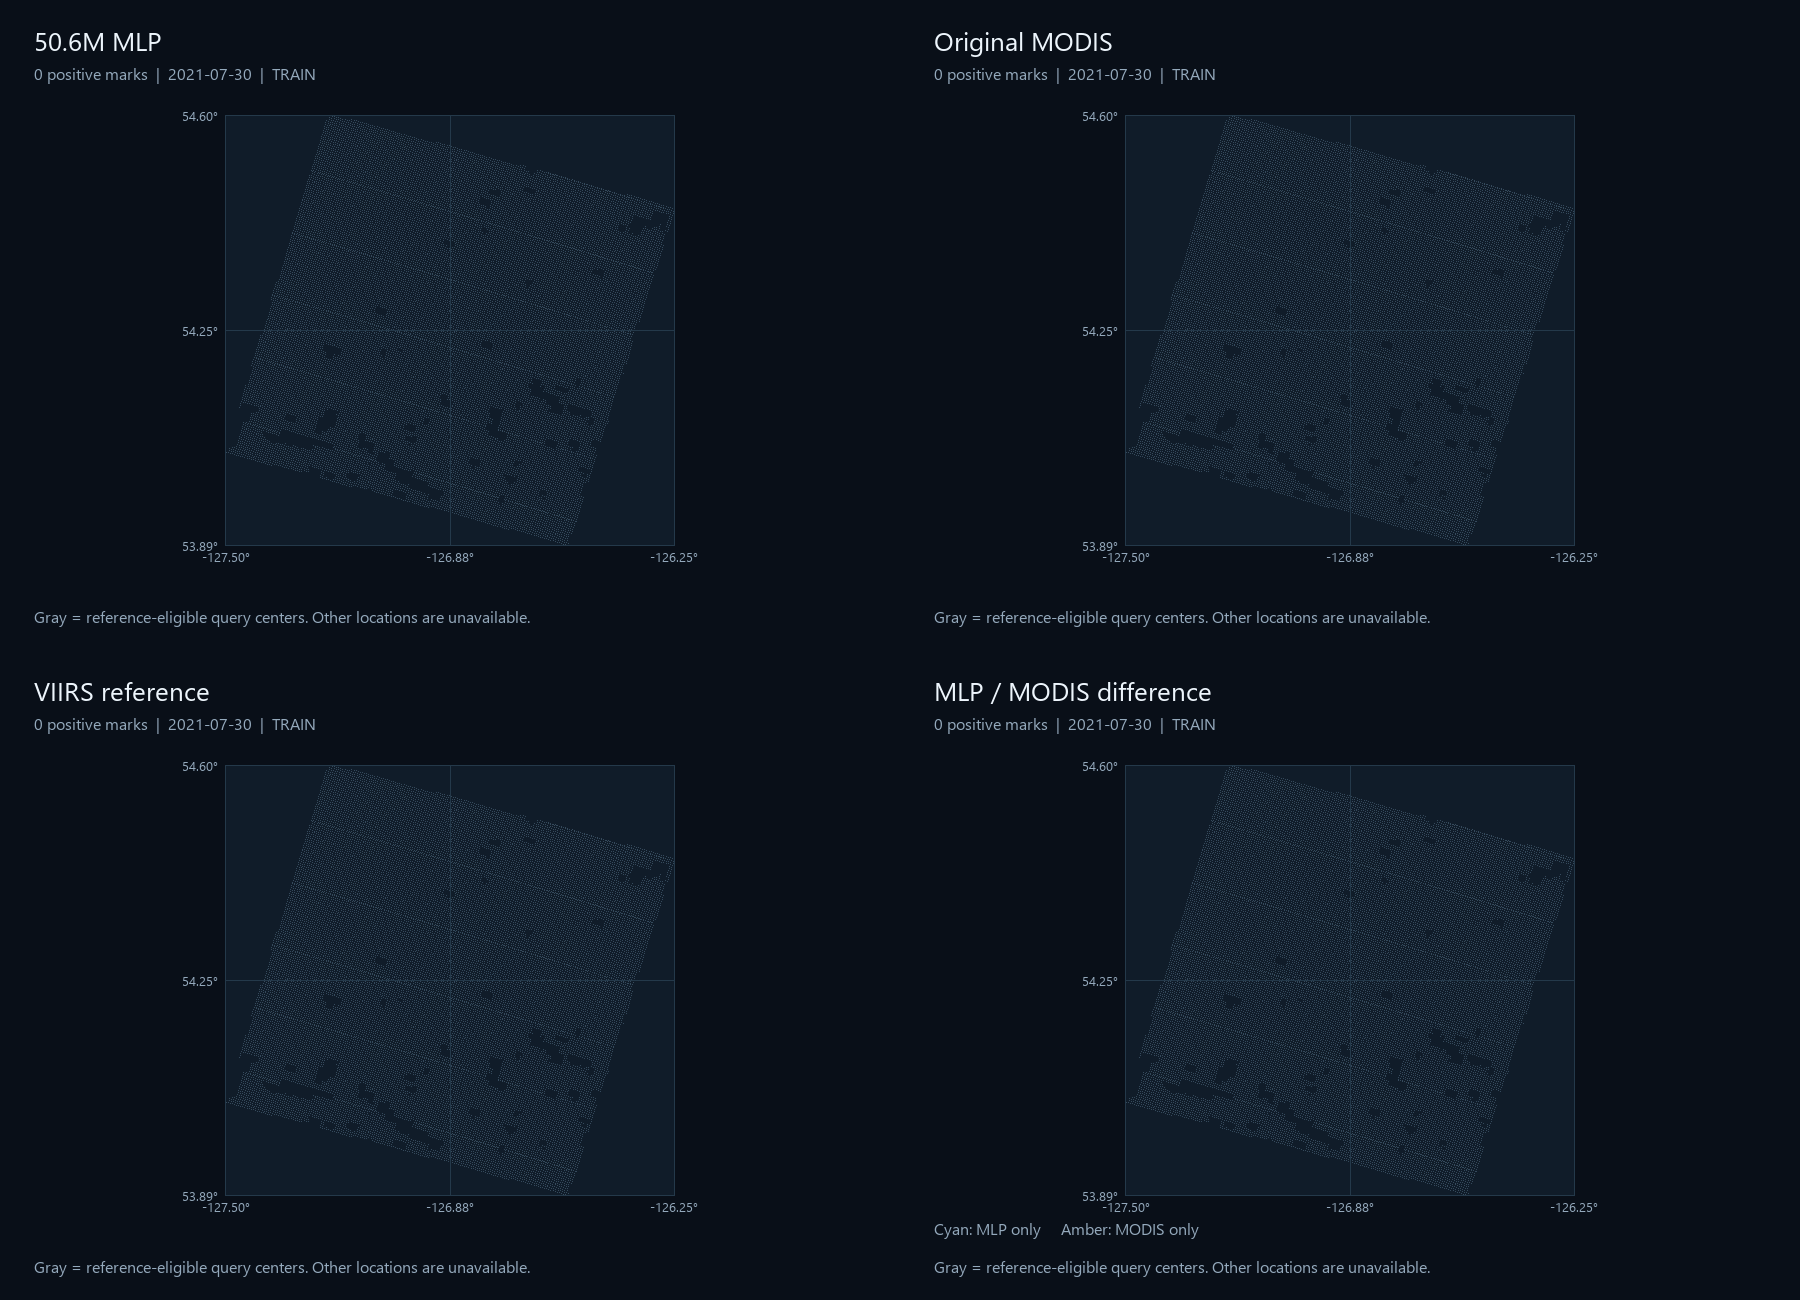 50.6M MLP
0 positive marks | 2021-07-30 | TRAIN
54.60°
54.25°
53.89°
-127.50°
-126.88°
-126.25°
Gray = reference-eligible query centers. Other locations are unavailable.
Original MODIS
0 positive marks | 2021-07-30 | TRAIN
54.60°
54.25°
53.89°
-127.50°
-126.88°
-126.25°
Gray = reference-eligible query centers. Other locations are unavailable.
VIIRS reference
0 positive marks | 2021-07-30 | TRAIN
54.60°
54.25°
53.89°
-127.50°
-126.88°
-126.25°
Gray = reference-eligible query centers. Other locations are unavailable.
MLP / MODIS difference
0 positive marks | 2021-07-30 | TRAIN
54.60°
54.25°
53.89°
-127.50°
-126.88°
-126.25°
Cyan: MLP only Amber: MODIS only
Gray = reference-eligible query centers. Other locations are unavailable.